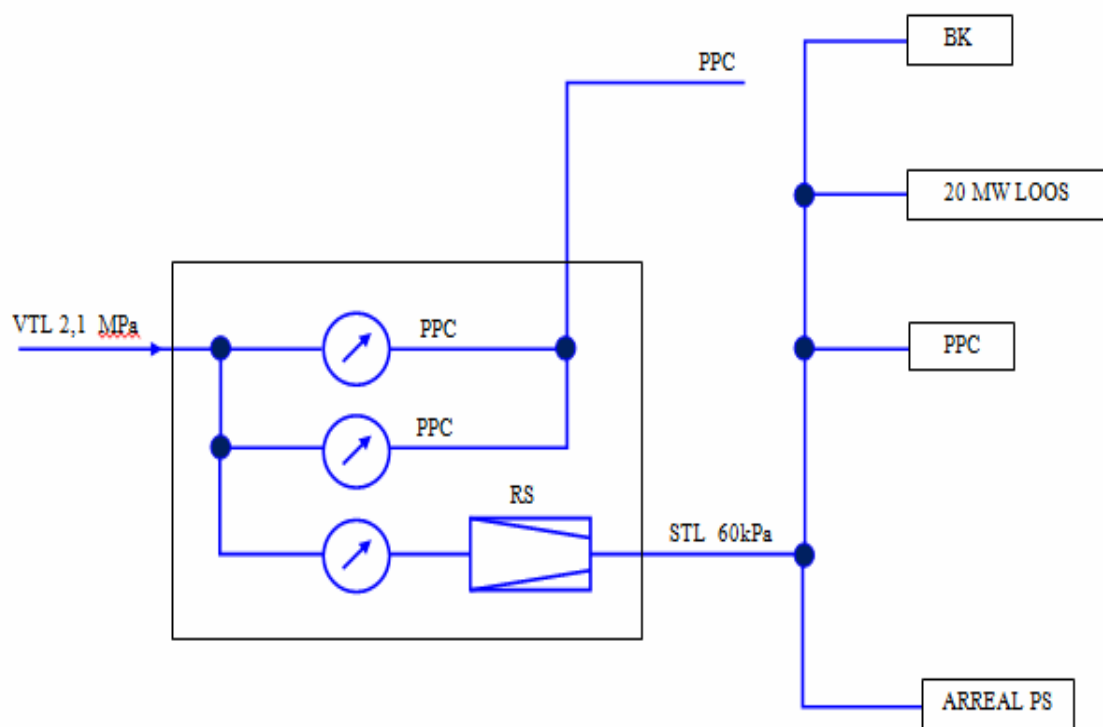 BK
PPC
20 MW LOOS
VTL 2,1 MPa
PPC
PPC
PPC
RS
STL 60kPa
ARREAL PS